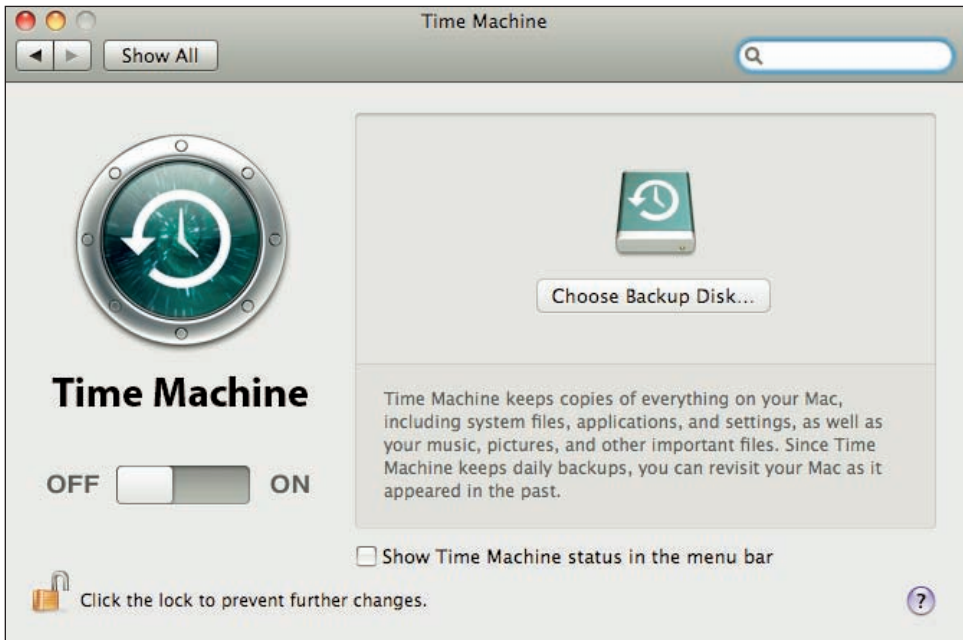 Time Machine
Show All
Choose Backup Disk...
Time Machine
Time Machine keeps copies of everything on your Mac,
including system files, applications, and settings, as well as
your music, pictures, and other important files. Since Time
Machine keeps daily backups, you can revisit your Mac as it
appeared in the past.
OFF ON
Show Time Machine status in the menu bar
Click the lock to prevent further changes.
?